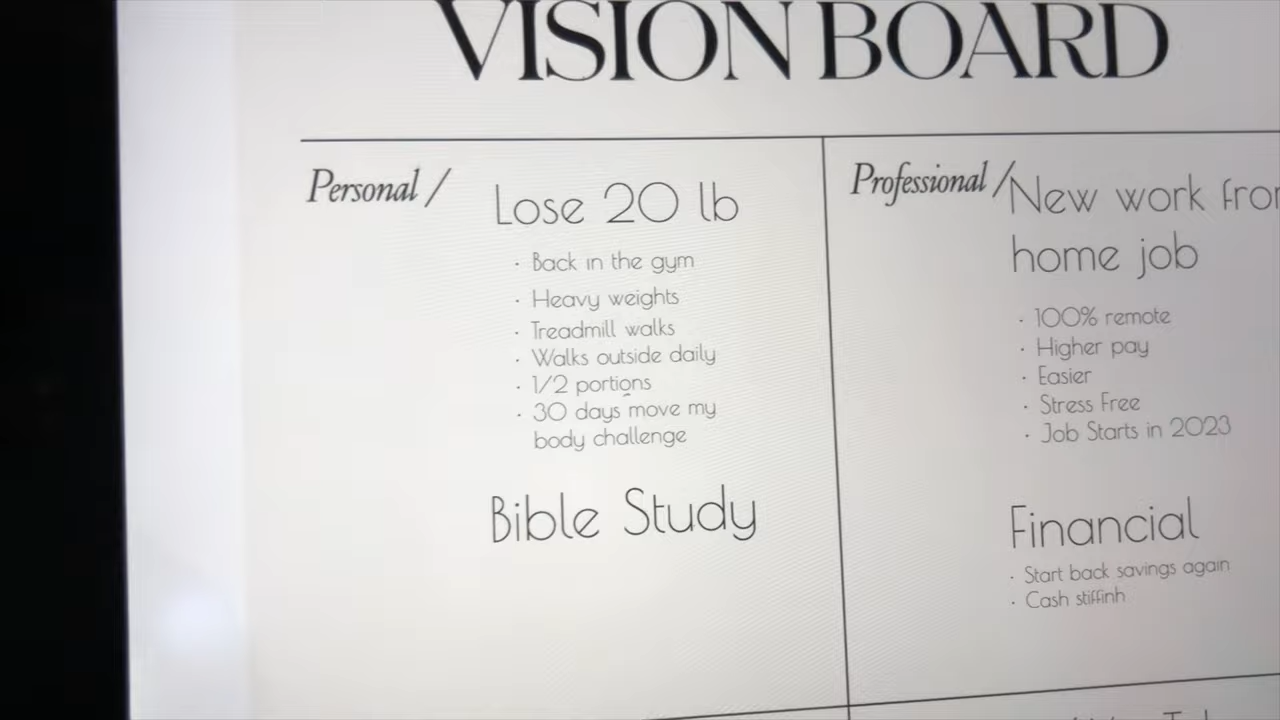 VISION BOARD
Personal /
Lose 20 lb
· Back in the gym
· Heavy weights
· Treadmill walks
· Walks outside daily
· 1/2 portions
· 30 days move my
body challenge
Bible Study
Professional /
New work
home job
· 100% remote
· Higher pay
· Easier
· Stress Free
· Job Starts in 2023
Financial
· Start back savings again
· Cash stiffinh